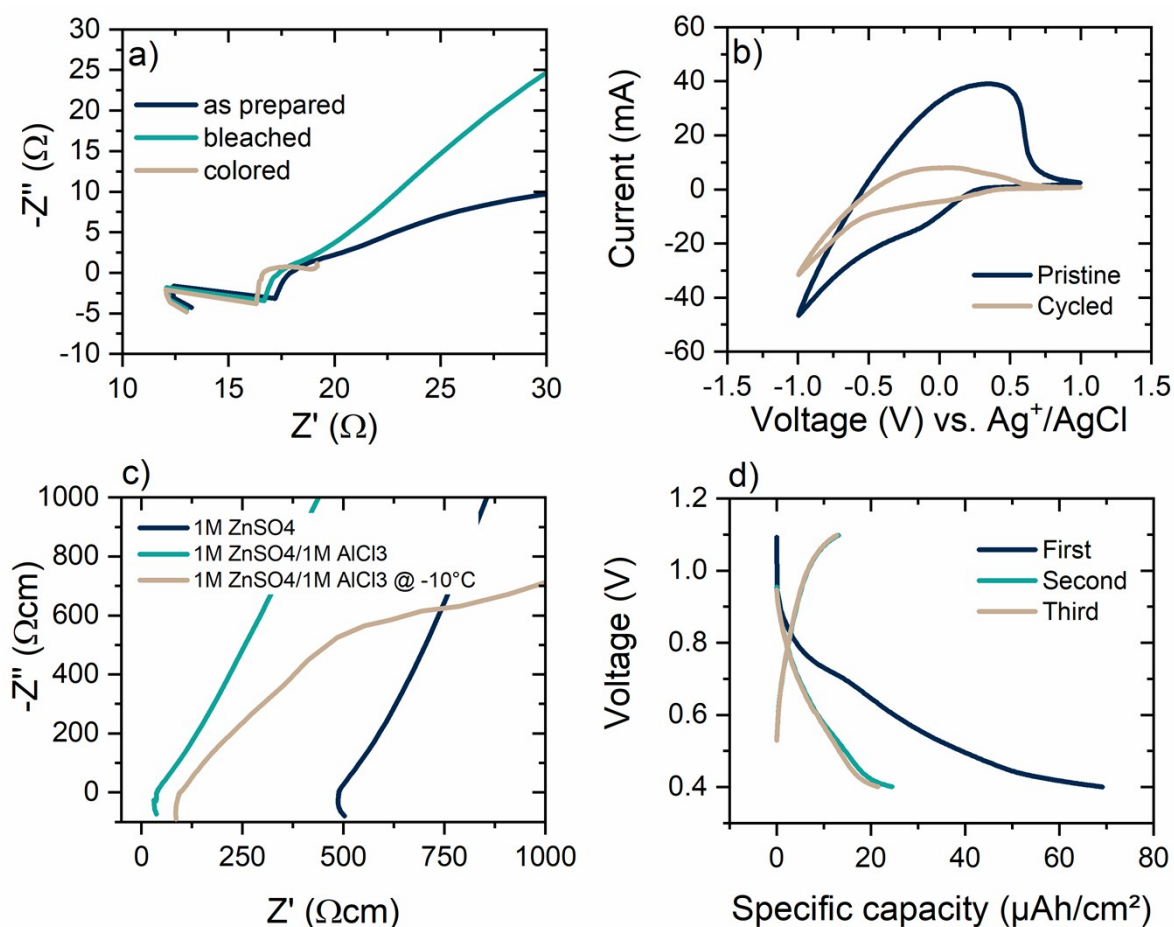 a)
as prepared
bleached
colored
-Z'' (Ω)
30
25
20
15
10
5
0
-5
-10
10 15 20 25 30
Z' (Ω)
b)
Pristine
Cycled
Current (mA)
60
40
20
0
-20
-40
-60
-1.5 -1.0 -0.5 0.0 0.5 1.0 1.5
Voltage (V) vs. Ag⁺/AgCl
c)
1M ZnSO4
1M ZnSO4/1M AlCl3
1M ZnSO4/1M AlCl3 @ -10°C
-Z'' (Ωcm)
1000
800
600
400
200
0
0 250 500 750 1000
Z' (Ωcm)
d)
First
Second
Third
Voltage (V)
1.2
1.0
0.8
0.6
0.4
0 20 40 60 80
Specific capacity (µAh/cm²)